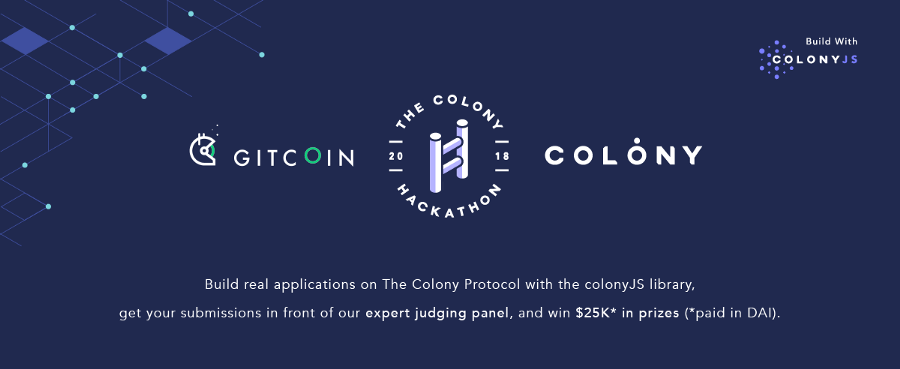 Build With
COLONYJS
GITCOIN
THE COLONY
20 18
HACKATHON
COLONY
Build real applications on The Colony Protocol with the colonyJS library,
get your submissions in front of our expert judging panel, and win $25K* in prizes (*paid in DAI).